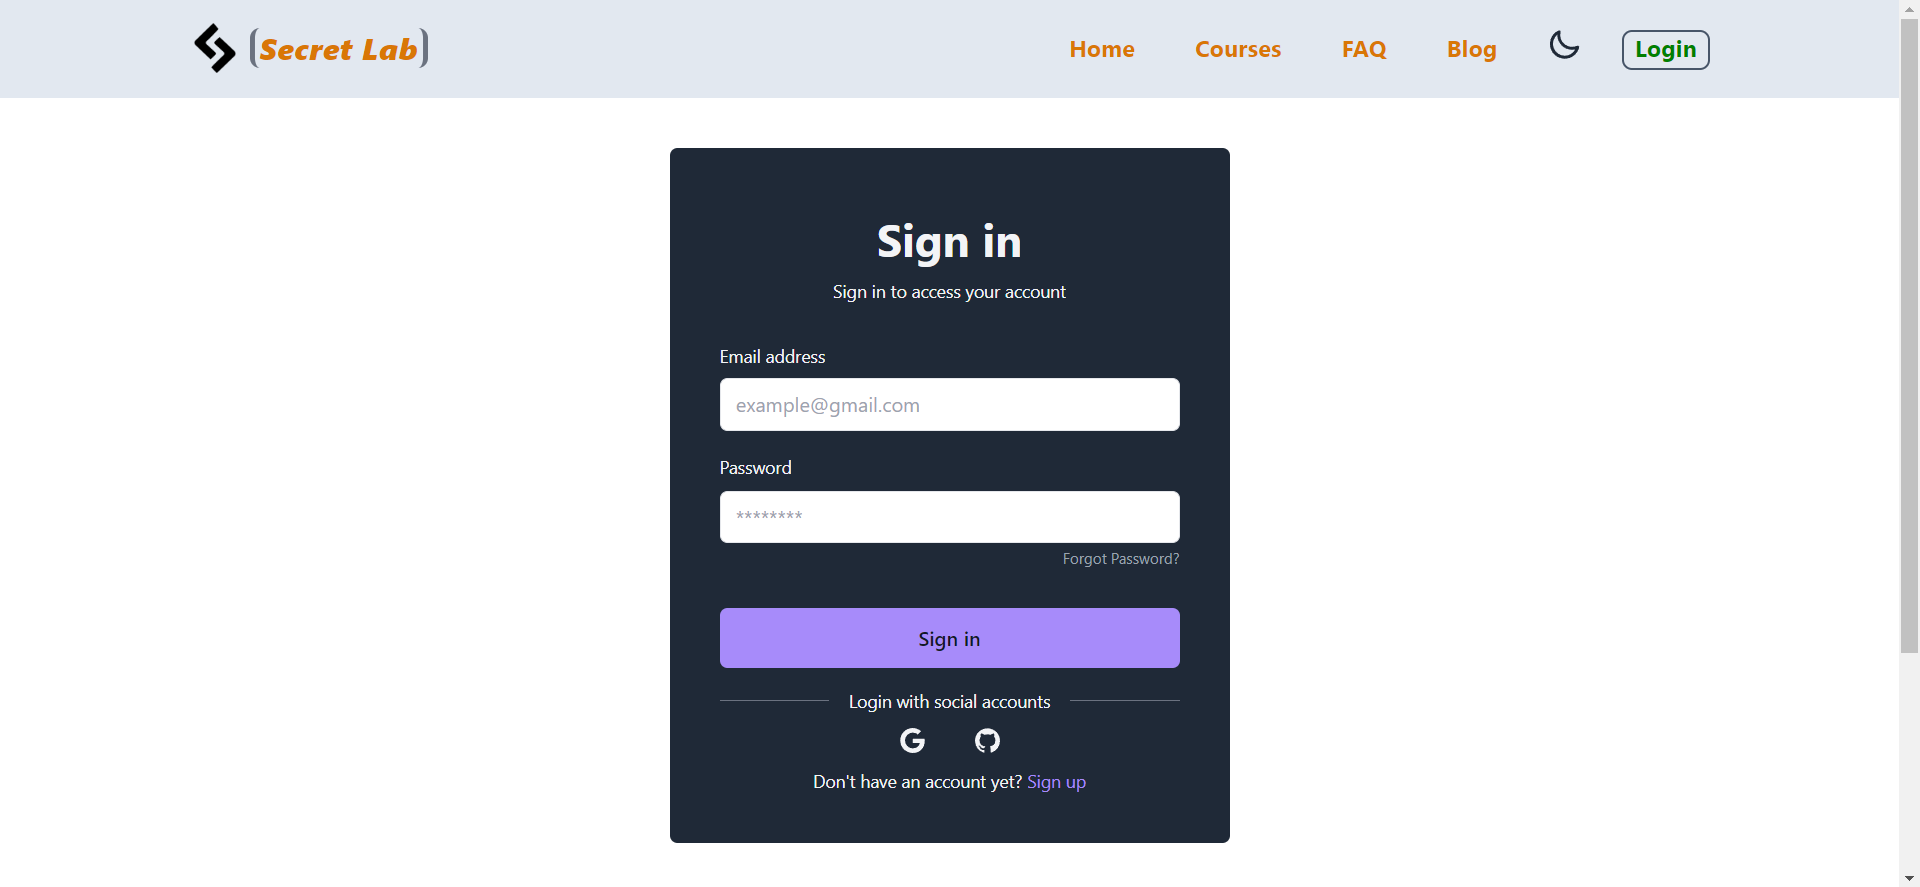 (Secret Lab)
Home Courses FAQ Blog Login
Sign in
Sign in to access your account
Email address
example@gmail.com
Password
********
Forgot Password?
Sign in
Login with social accounts
Don't have an account yet? Sign up